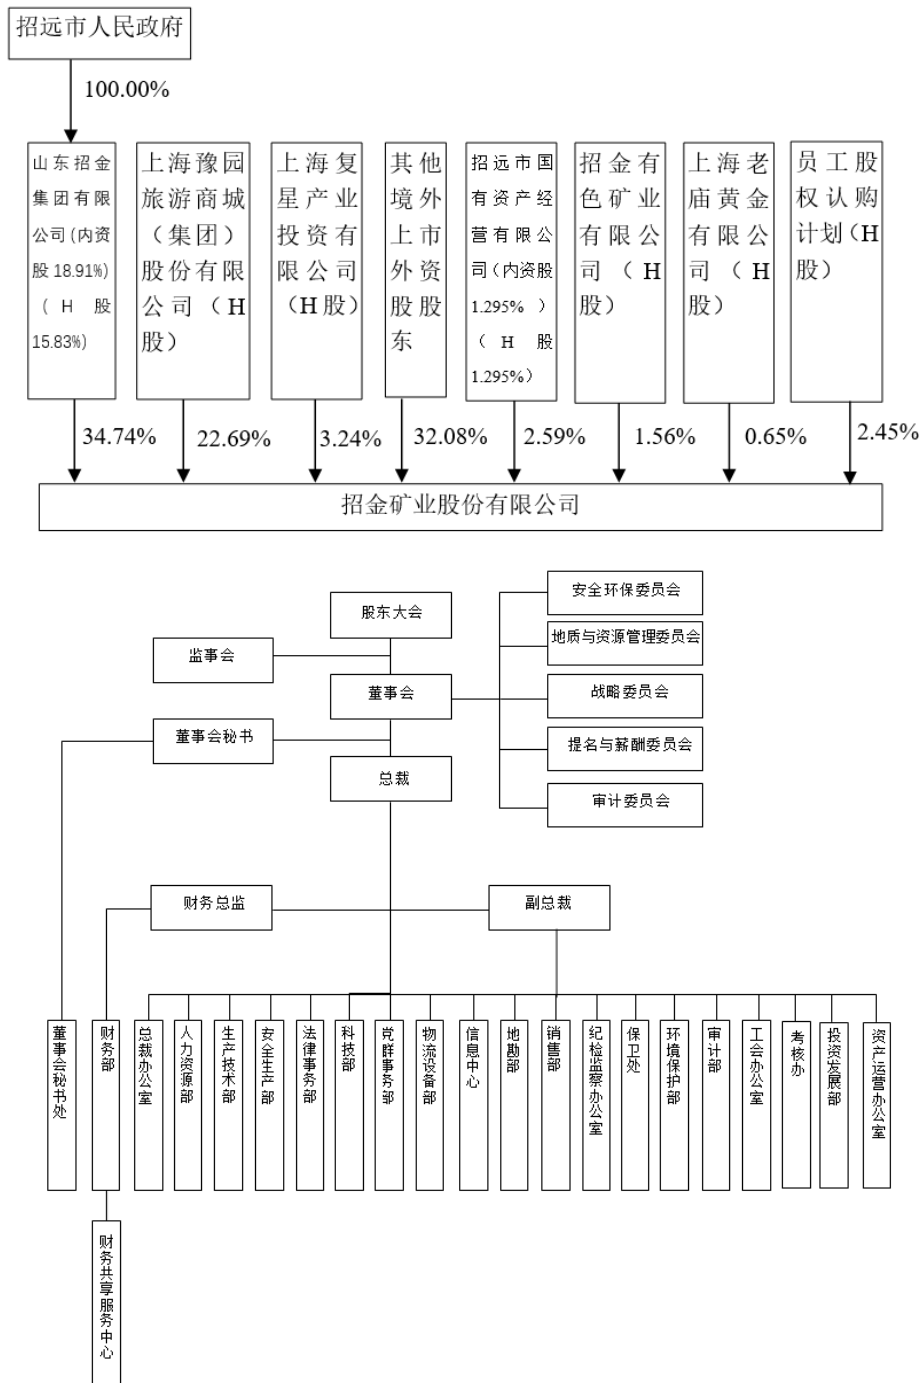 招远市人民政府
100.00%
山东招金
集团有限
公司(内资
股18.91%)
(H股
15.83%)
上海豫园
旅游商城
（集团）
股份有限
公司（H
股）
上海复
星产业
投资有
限公司
（H股）
其他
境外
上市
外资
股股
东
招远市国
有资产经
营有限公
司（内资股
1.295%）
（H股
1.295%）
招金有
色矿业
有限公
司（H
股）
上海老
庙黄金
有限公
司（H
股）
员工股
权认购
计划（H
股）
34.74%
22.69%
3.24%
32.08%
2.59%
1.56%
0.65%
2.45%
招金矿业股份有限公司
股东大会
监事会
董事会
董事会秘书
总裁
安全环保委员会
地质与资源管理委员会
战略委员会
提名与薪酬委员会
审计委员会
财务总监
副总裁
董事会秘书处
财务部
总裁办公室
人力资源部
生产技术部
安全生产部
法律事务部
科技部
党群事务部
物流设备部
信息中心
地勘部
销售部
纪检监察办公室
保卫处
环境保护部
审计部
工会办公室
考核办
投资发展部
资产运营办公室
财务共享服务中心